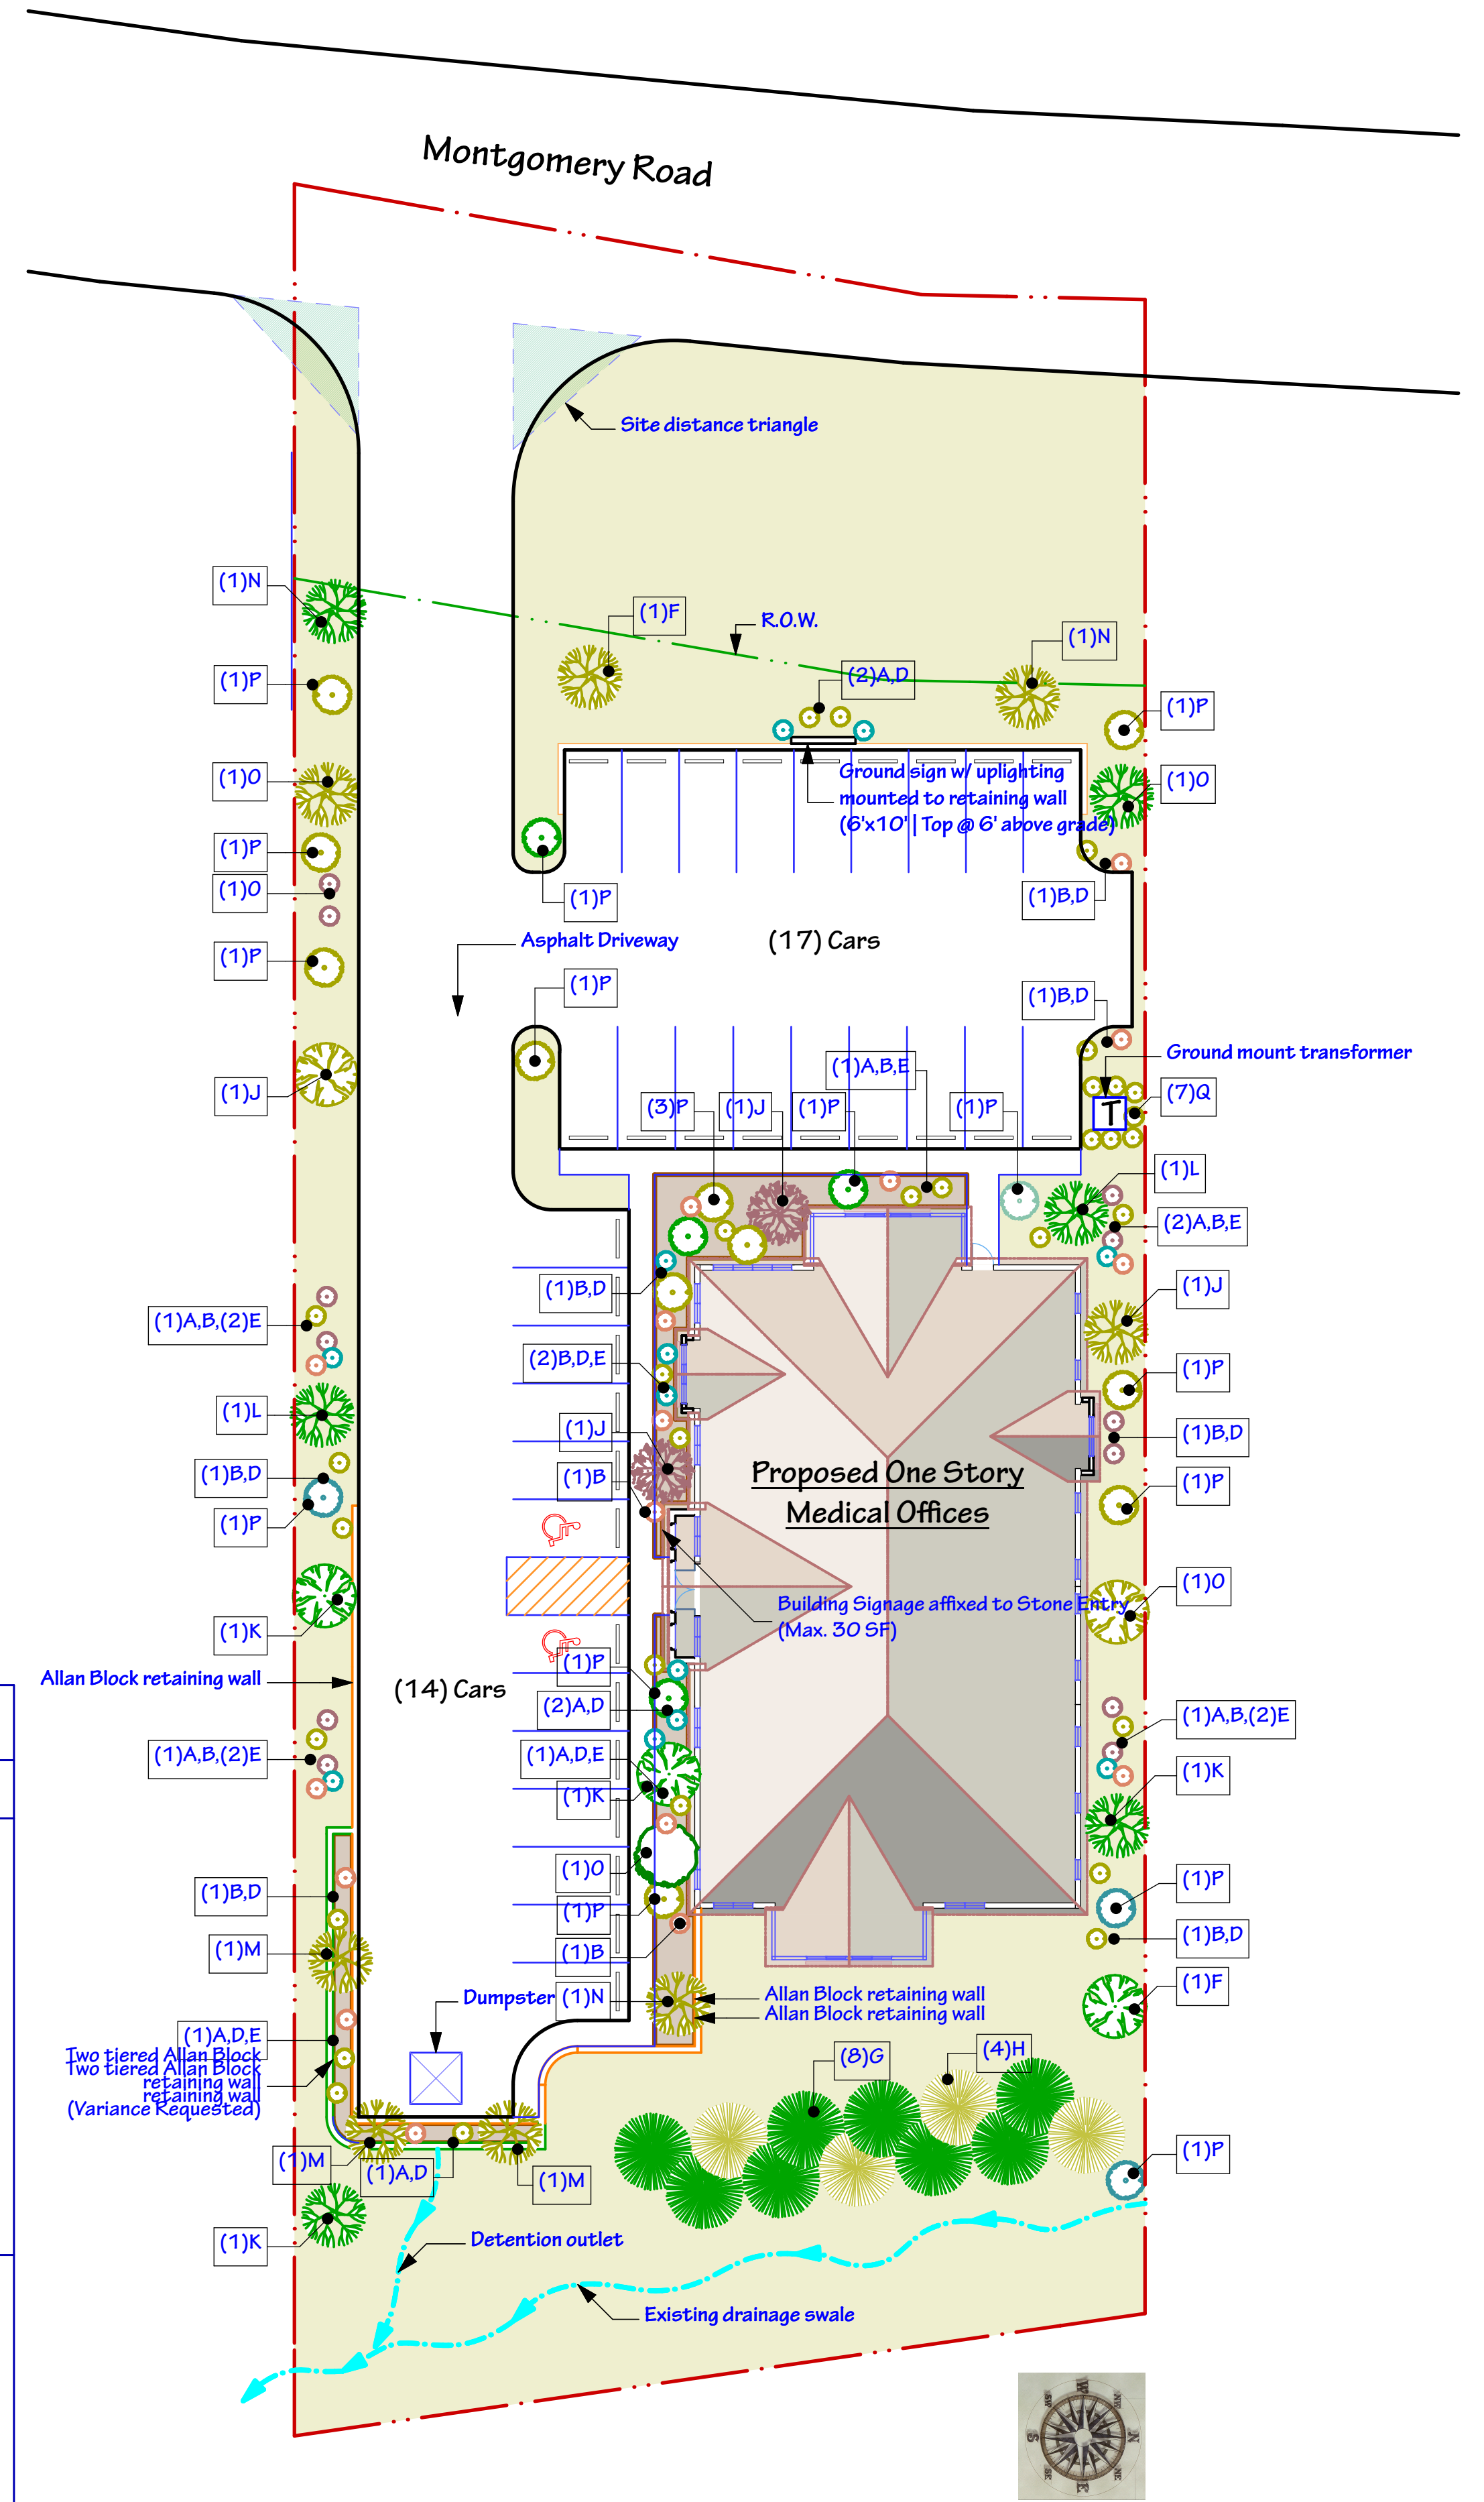 Montgomery Road
Site distance triangle
(1)N
(1)F
R.O.W.
(1)N
(1)P
(2)A,D
(1)P
(1)O
Ground sign w/ uplighting
mounted to retaining wall
(6'x10' | Top @ 6' above grade)
(1)O
(1)P
(1)O
(1)P
(1)B,D
(1)P
Asphalt Driveway
(17) Cars
(1)P
(1)B,D
Ground mount transformer
(1)J
(1)A,B,E
(7)Q
(3)P
(1)J
(1)P
(1)P
T
(1)L
(2)A,B,E
(1)B,D
(1)J
(1)A,B,(2)E
(2)B,D,E
(1)P
(1)L
(1)J
(1)B,D
(1)B,D
(1)B
Proposed One Story
Medical Offices
(1)P
(1)P
(1)K
Building Signage affixed to Stone Entry
(Max. 30 SF)
(1)O
Allan Block retaining wall
(1)P
(14) Cars
(2)A,D
(1)A,B,(2)E
(1)A,B,(2)E
(1)A,D,E
(1)K
(1)K
(1)O
(1)P
(1)B,D
(1)P
(1)B,D
(1)M
(1)B
(1)F
Dumpster
(1)N
Allan Block retaining wall
Allan Block retaining wall
(1)A,D,E
Two tiered Allan Block
Two tiered Allan Block
retaining wall
retaining wall
(Variance Requested)
(8)G
(4)H
(1)M
(1)A,D
(1)M
(1)P
(1)K
Detention outlet
Existing drainage swale
W
SW
NW
S
N
SE
NE
E